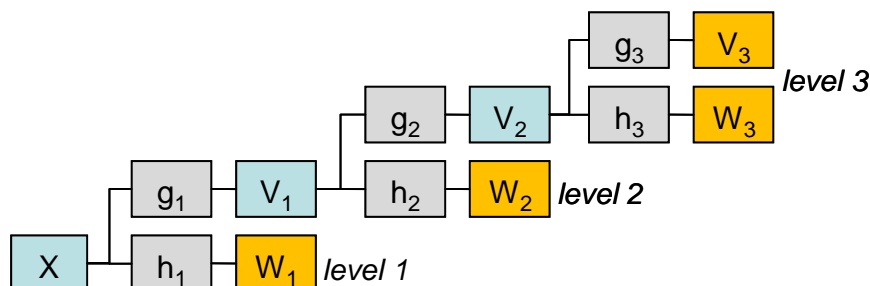 g₃ V₃
level 3
g₂ V₂ h₃ W₃
g₁ V₁ h₂ W₂ level 2
X h₁ W₁ level 1